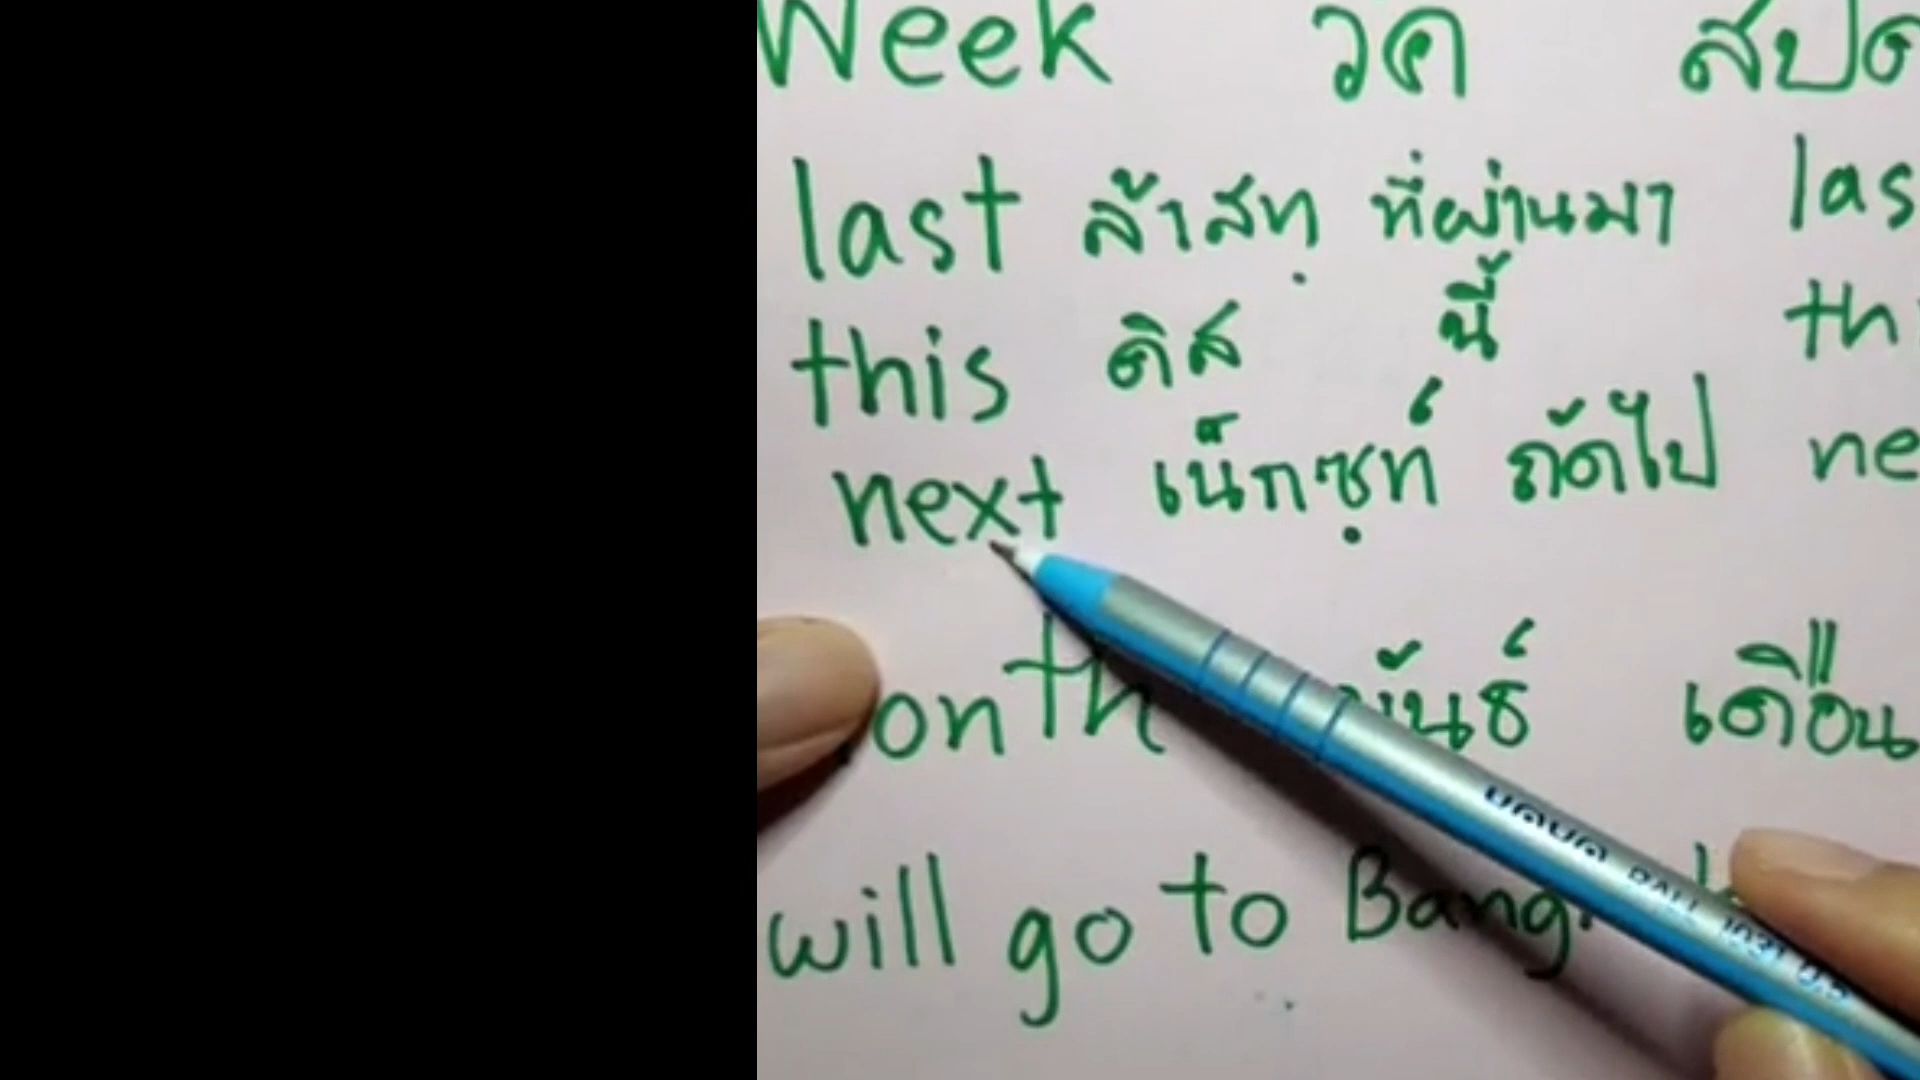 Week วีค สัปด
last ล้าสทฺ ที่ผ่านมา las
this ดิส นี้ thi
next เน็กซฺท์ ถัดไป ne
onth มันธ์ เดือน
will go to Bang